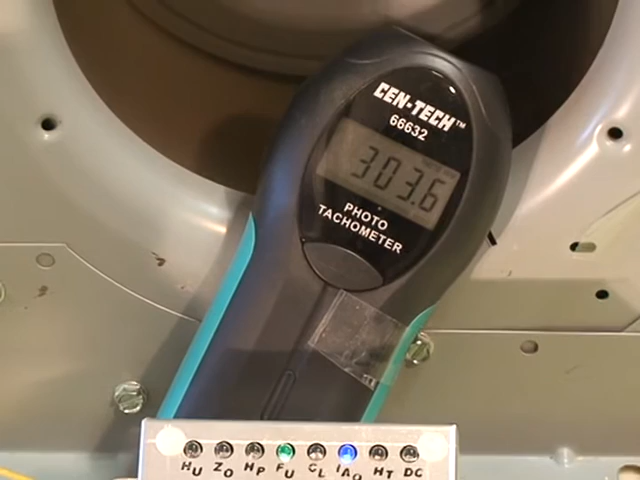 CEN-TECH™
66632
303.6
PHOTO
TACHOMETER
HU ZO HP FU CL IAQ HT DC